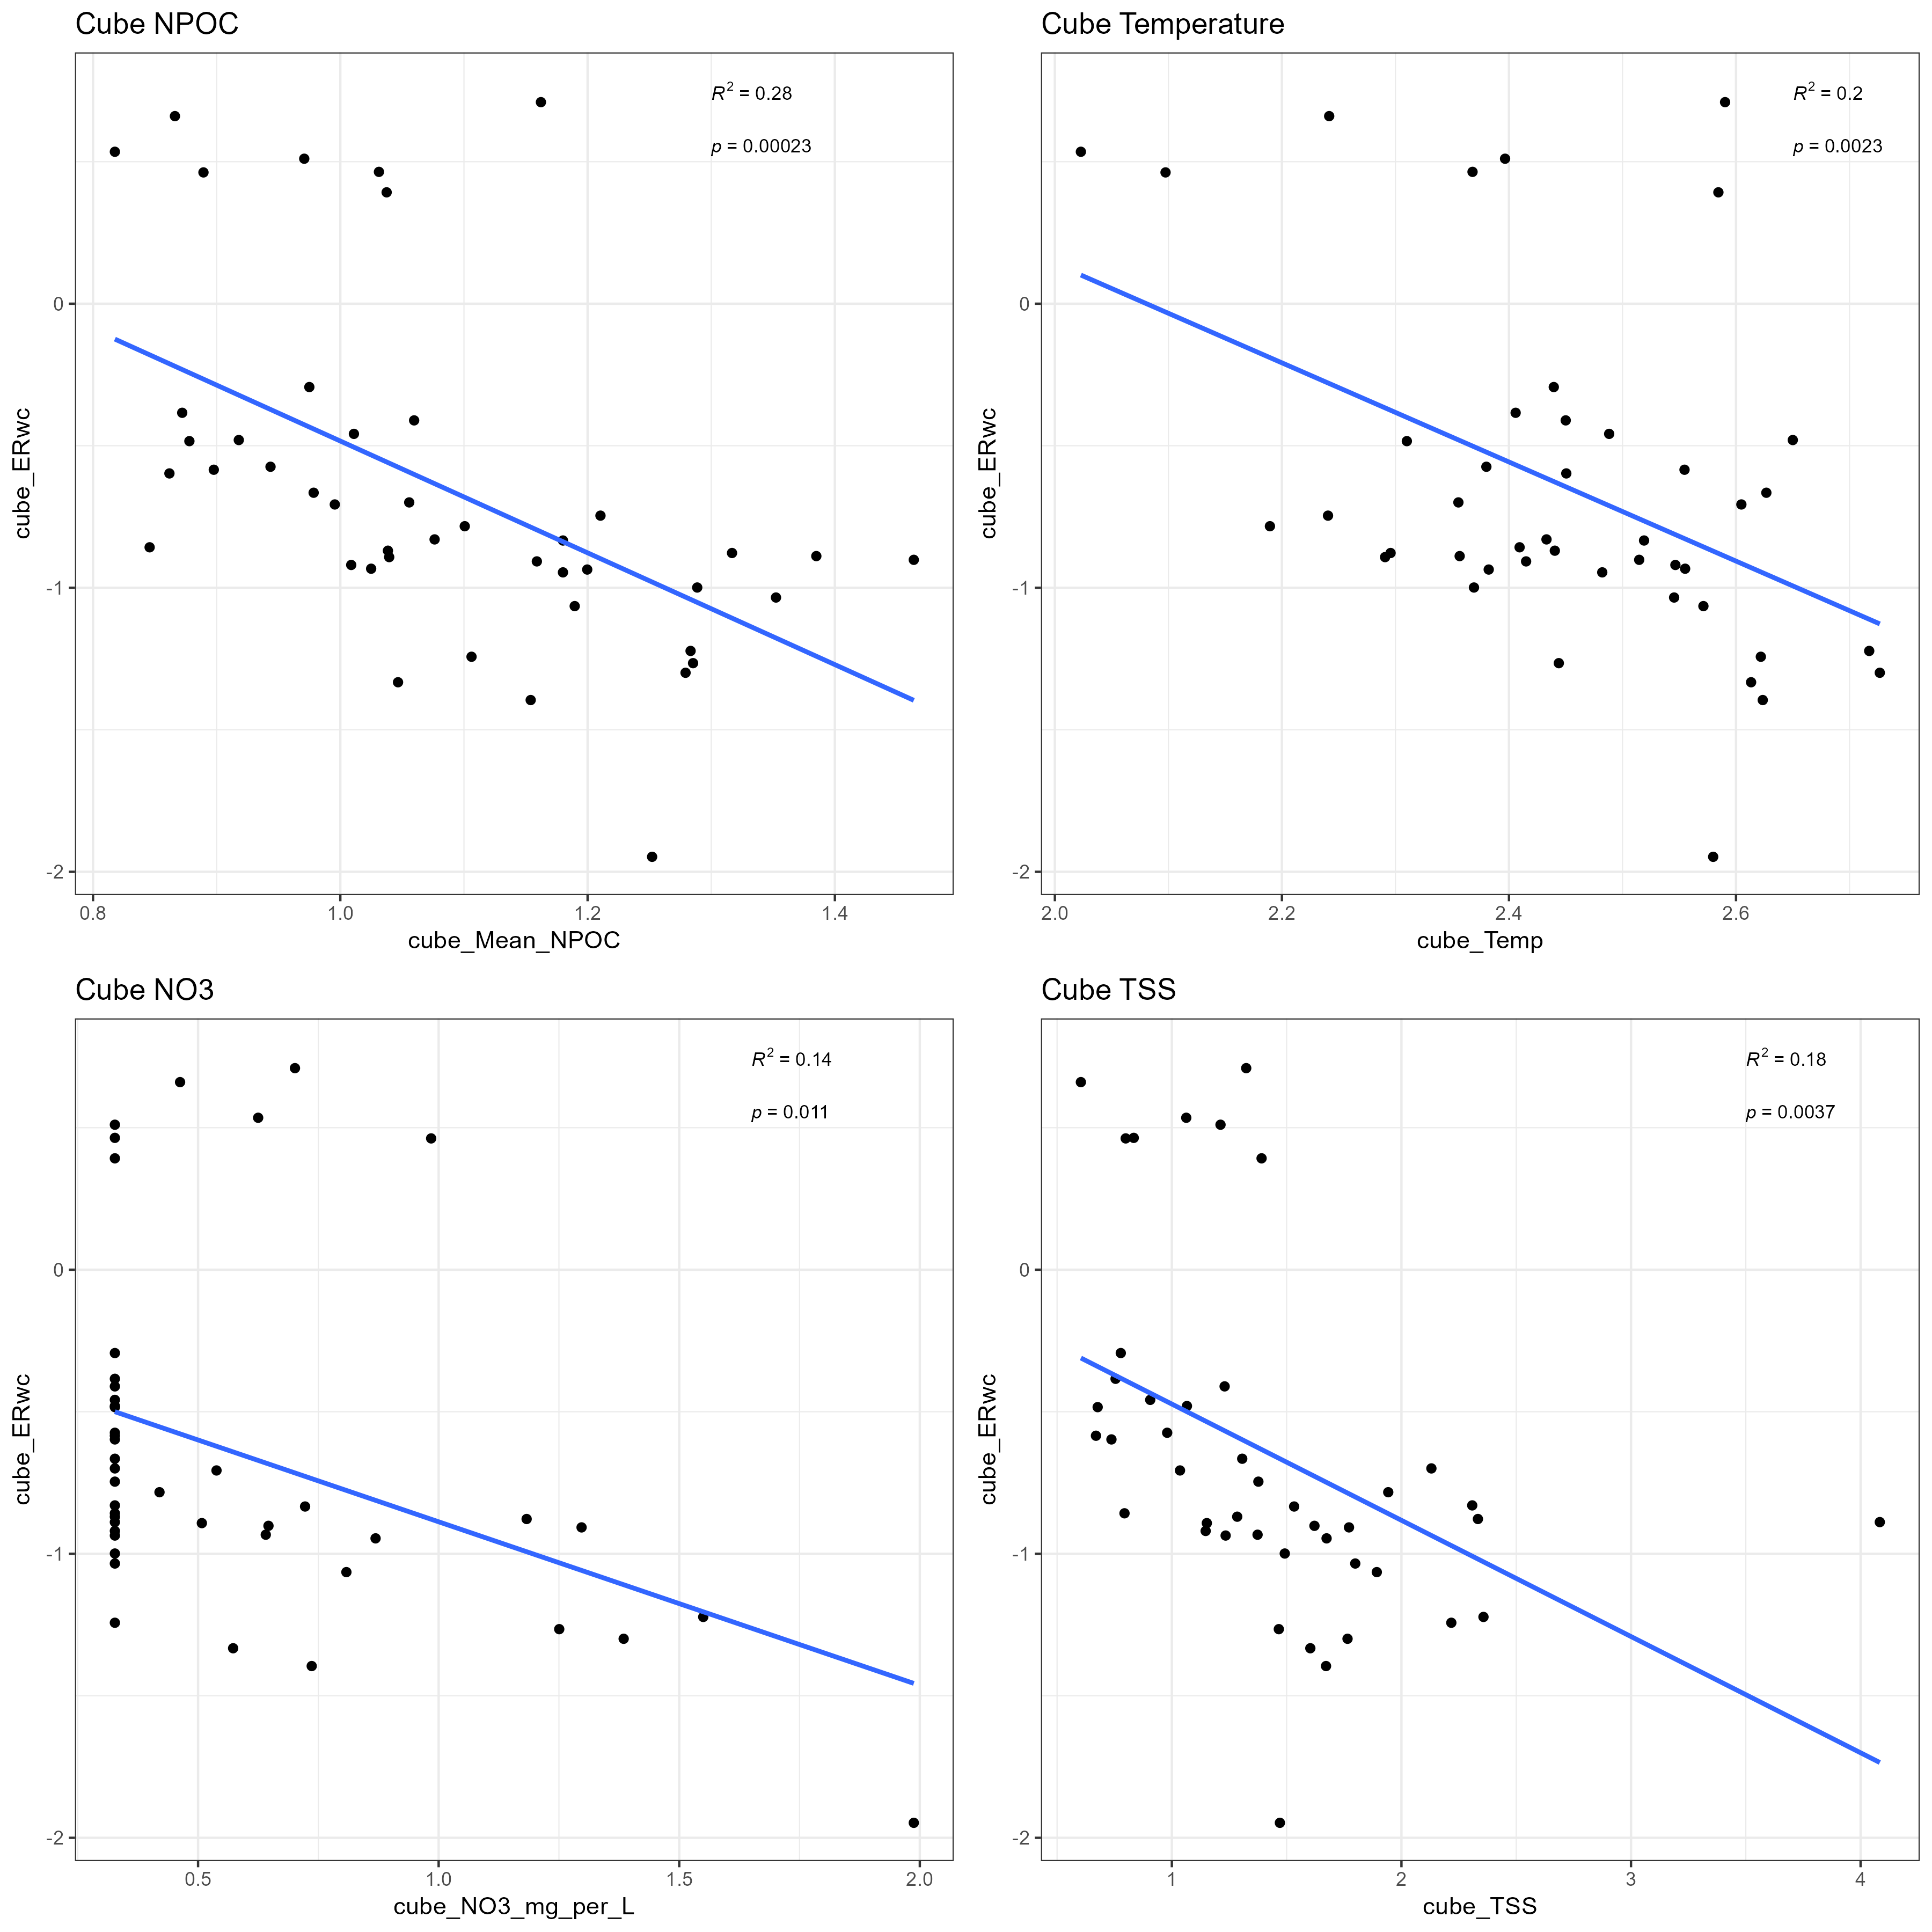 Cube NPOC
R² = 0.28
p = 0.00023
0
-1
-2
cube_ERwc
0.8 1.0 1.2 1.4
cube_Mean_NPOC
Cube Temperature
R² = 0.2
p = 0.0023
0
-1
-2
cube_ERwc
2.0 2.2 2.4 2.6
cube_Temp
Cube NO3
R² = 0.14
p = 0.011
0
-1
-2
cube_ERwc
0.5 1.0 1.5 2.0
cube_NO3_mg_per_L
Cube TSS
R² = 0.18
p = 0.0037
0
-1
-2
cube_ERwc
1 2 3 4
cube_TSS